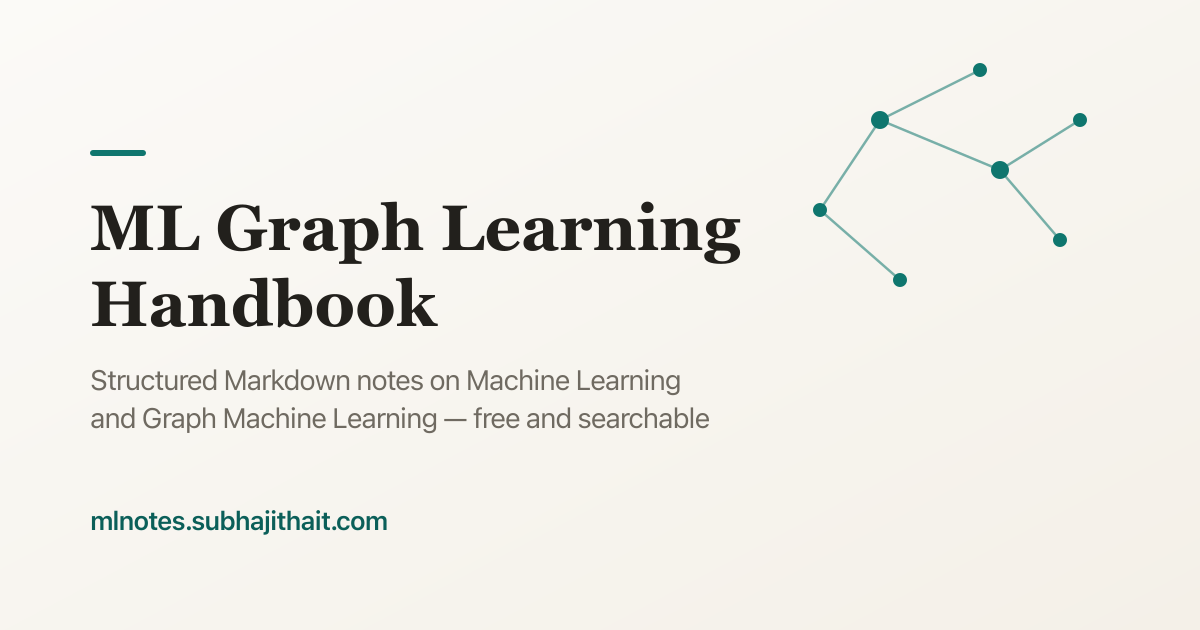 ML Graph Learning
Handbook
Structured Markdown notes on Machine Learning
and Graph Machine Learning — free and searchable
mlnotes.subhajithait.com